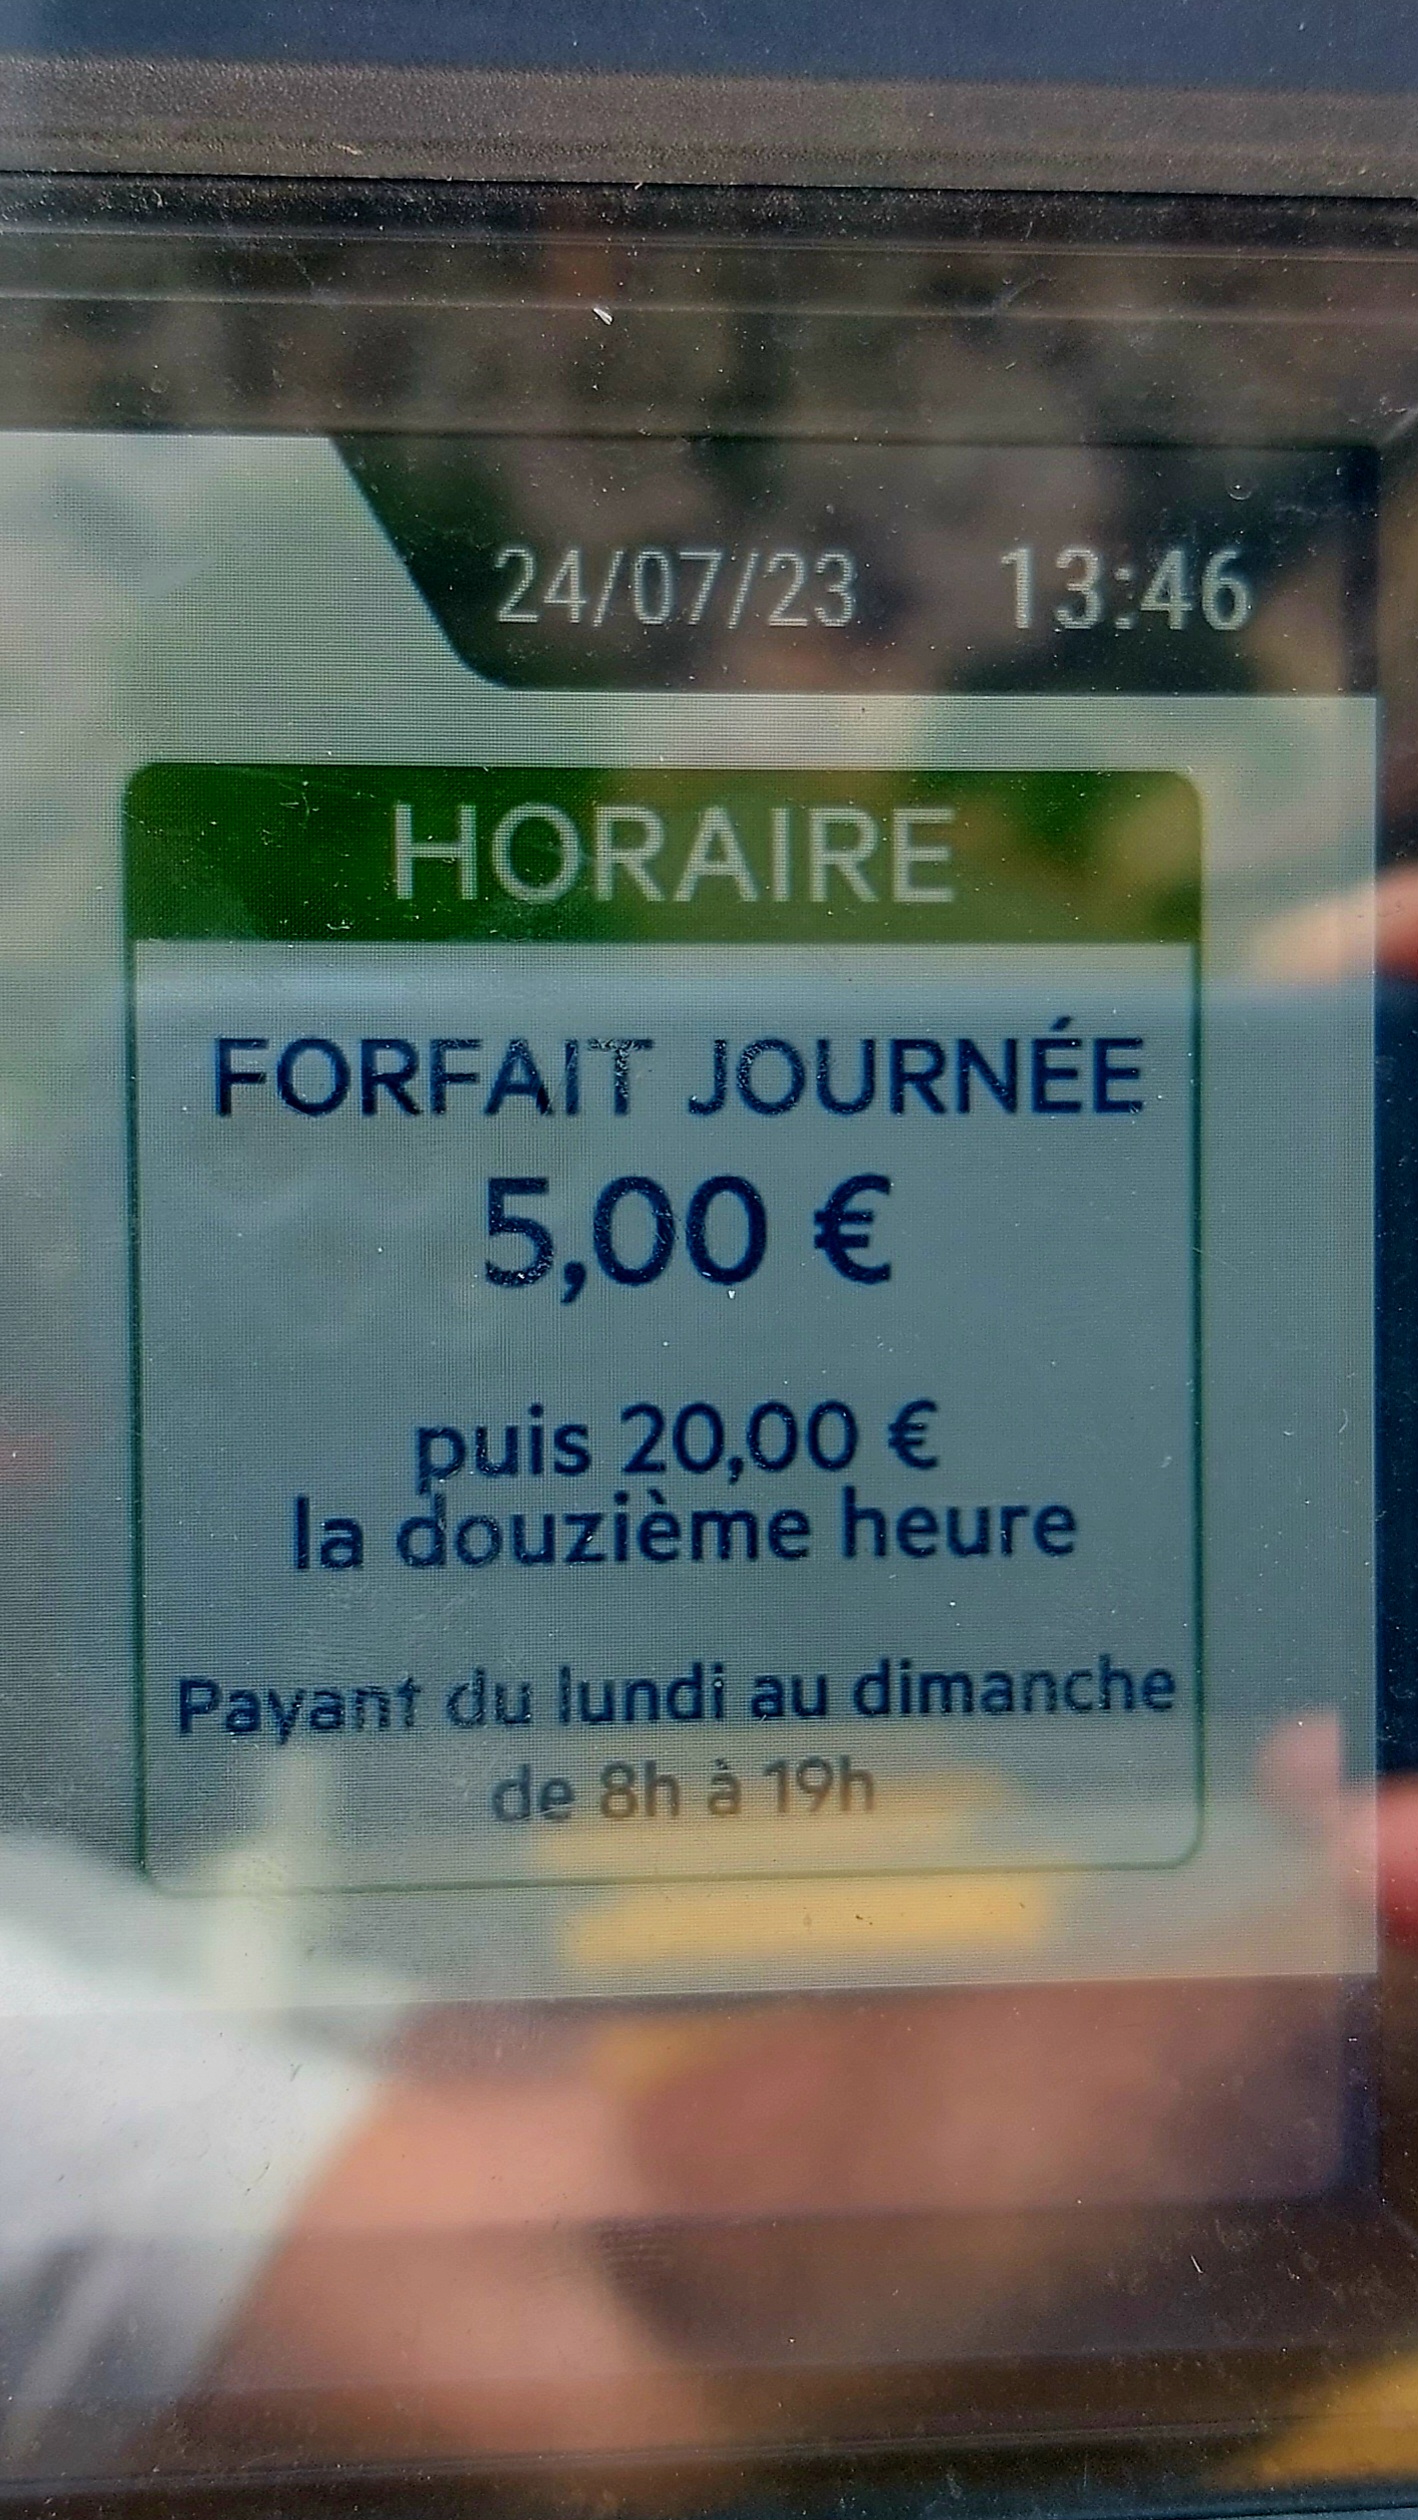 24/07/23 13:46
HORAIRE
FORFAIT JOURNÉE
5,00 €
puis 20,00 €
la douzième heure
Payant du lundi au dimanche
de 8h à 19h